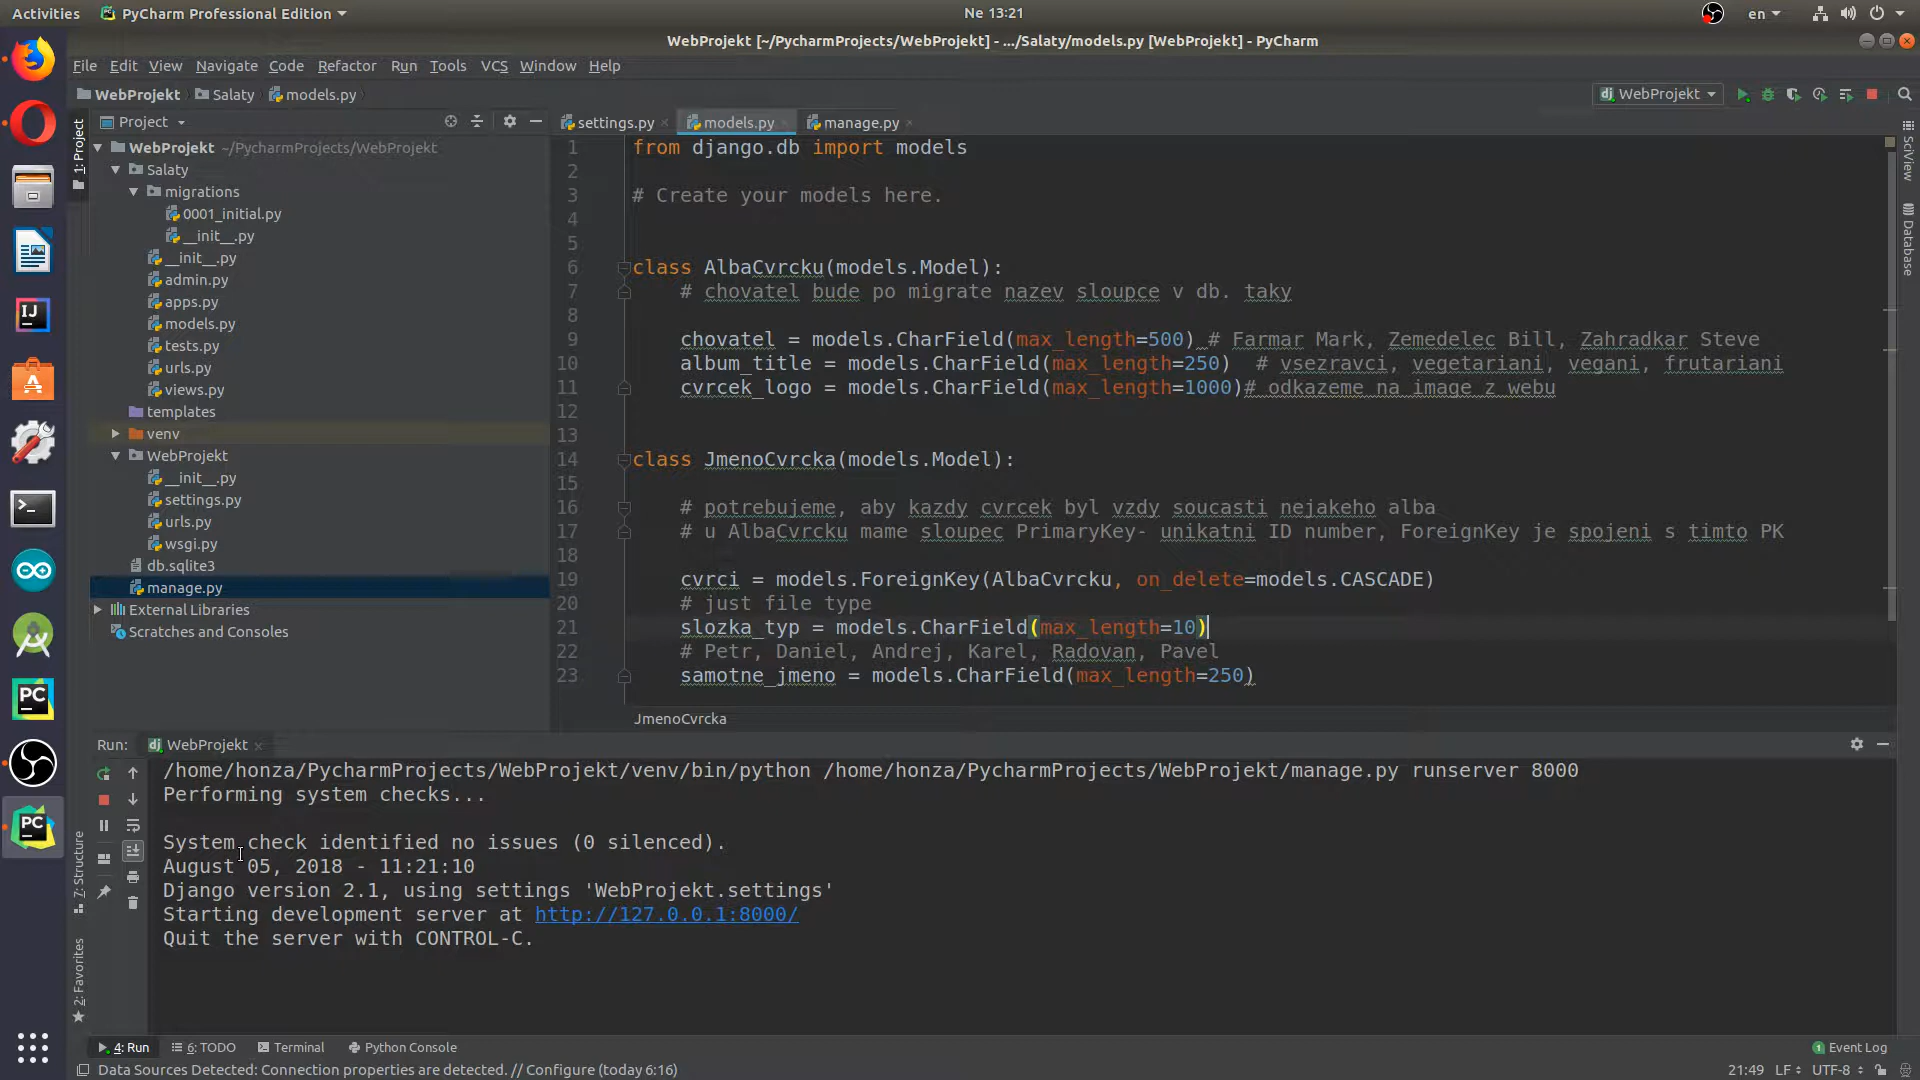 Activities
PyCharm Professional Edition
Ne 13:21
en
WebProjekt [~/PycharmProjects/WebProjekt] - .../Salaty/models.py [WebProjekt] - PyCharm
File Edit View Navigate Code Refactor Run Tools VCS Window Help
WebProjekt Salaty models.py
dj WebProjekt
1: Project
Project
settings.py
models.py
manage.py
WebProjekt ~/PycharmProjects/WebProjekt
Salaty
migrations
0001_initial.py
__init__.py
__init__.py
admin.py
apps.py
models.py
tests.py
urls.py
views.py
templates
venv
WebProjekt
__init__.py
settings.py
urls.py
wsgi.py
db.sqlite3
manage.py
External Libraries
Scratches and Consoles
1 from django.db import models
2
3 # Create your models here.
4
5
6 class AlbaCvrcku(models.Model):
7 # chovatel bude po migrate nazev sloupce v db. taky
8
9 chovatel = models.CharField(max_length=500) # Farmar Mark, Zemedelec Bill, Zahradkar Steve
10 album_title = models.CharField(max_length=250) # vsezravci, vegetariani, vegani, frutariani
11 cvrcek_logo = models.CharField(max_length=1000)# odkazeme na image z webu
12
13
14 class JmenoCvrcka(models.Model):
15
16 # potrebujeme, aby kazdy cvrcek byl vzdy soucasti nejakeho alba
17 # u AlbaCvrcku mame sloupec PrimaryKey- unikatni ID number, ForeignKey je spojeni s timto PK
18
19 cvrci = models.ForeignKey(AlbaCvrcku, on_delete=models.CASCADE)
20 # just file type
21 slozka_typ = models.CharField(max_length=10)
22 # Petr, Daniel, Andrej, Karel, Radovan, Pavel
23 samotne_jmeno = models.CharField(max_length=250)
JmenoCvrcka
SciView
Database
IJ
PC
PC
Run: dj WebProjekt
/home/honza/PycharmProjects/WebProjekt/venv/bin/python /home/honza/PycharmProjects/WebProjekt/manage.py runserver 8000
Performing system checks...
System check identified no issues (0 silenced).
August 05, 2018 - 11:21:10
Django version 2.1, using settings 'WebProjekt.settings'
Starting development server at http://127.0.0.1:8000/
Quit the server with CONTROL-C.
7: Structure
2: Favorites
4: Run 6: TODO Terminal Python Console
1 Event Log
Data Sources Detected: Connection properties are detected. // Configure (today 6:16)
21:49 LF UTF-8